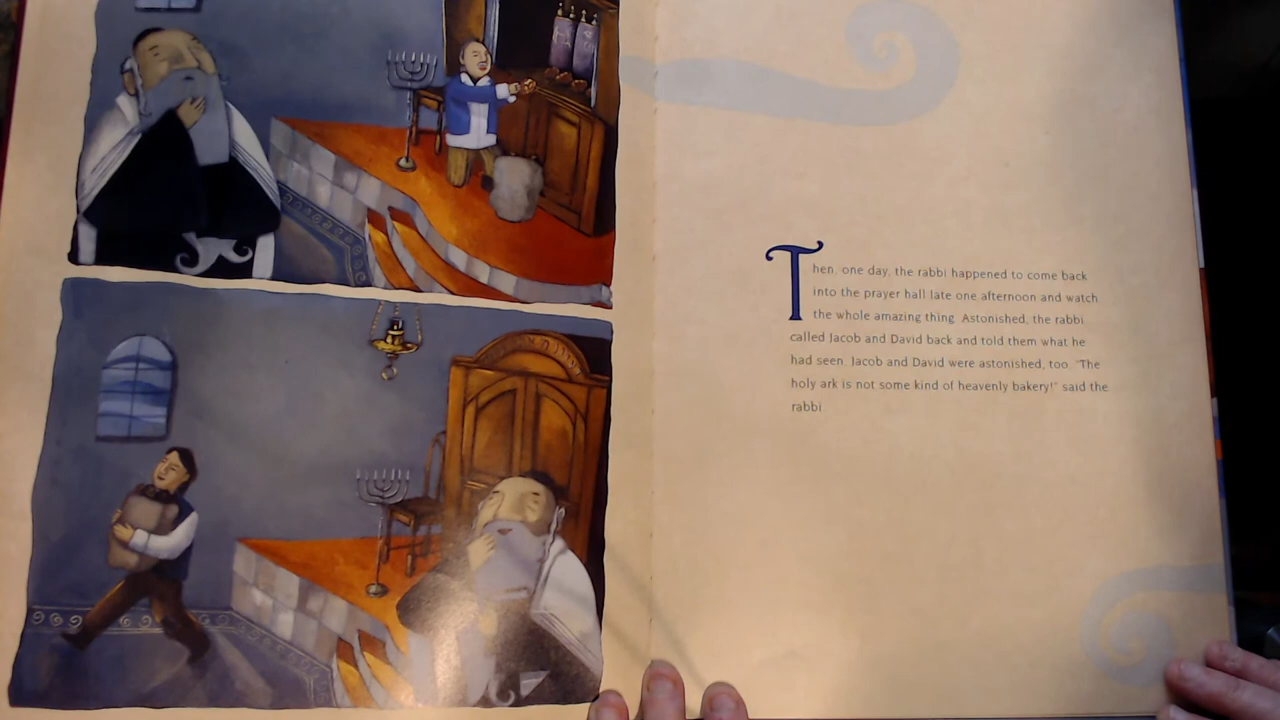 Then, one day, the rabbi happened to come back
into the prayer hall late one afternoon and watch
the whole amazing thing. Astonished, the rabbi
called Jacob and David back and told them what he
had seen. Jacob and David were astonished, too. "The
holy ark is not some kind of heavenly bakery!" said the
rabbi.